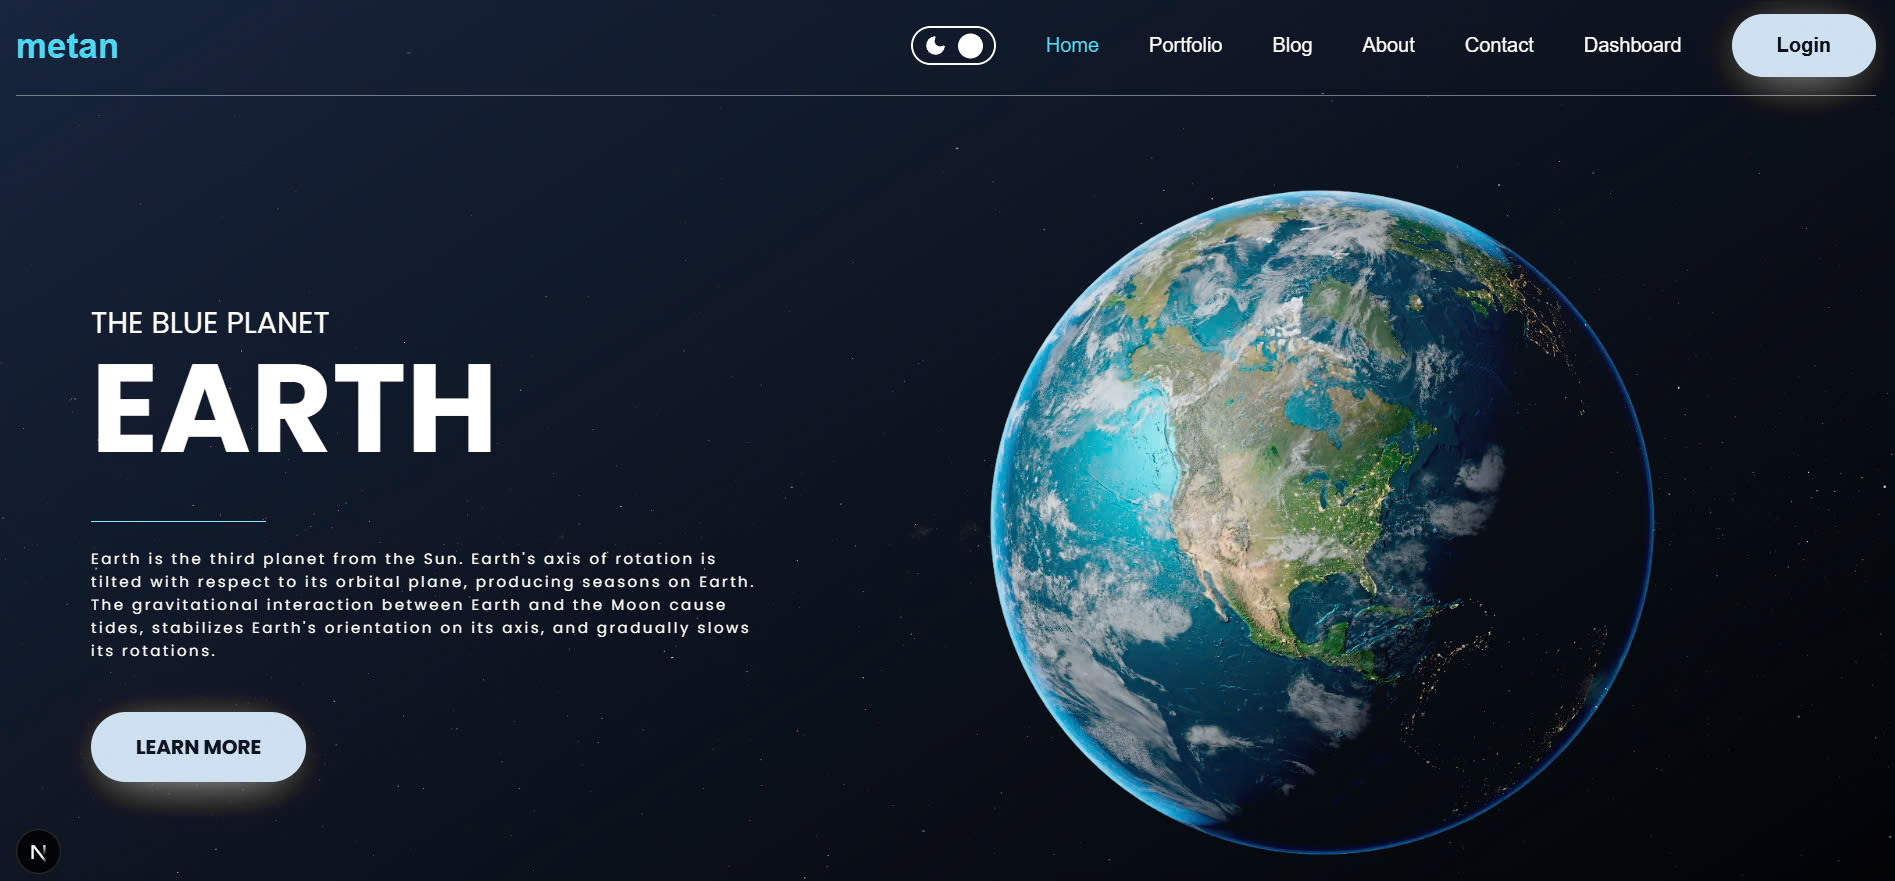 metan
Home
Portfolio
Blog
About
Contact
Dashboard
Login
THE BLUE PLANET
EARTH
Earth is the third planet from the Sun. Earth's axis of rotation is
tilted with respect to its orbital plane, producing seasons on Earth.
The gravitational interaction between Earth and the Moon cause
tides, stabilizes Earth's orientation on its axis, and gradually slows
its rotations.
LEARN MORE
N